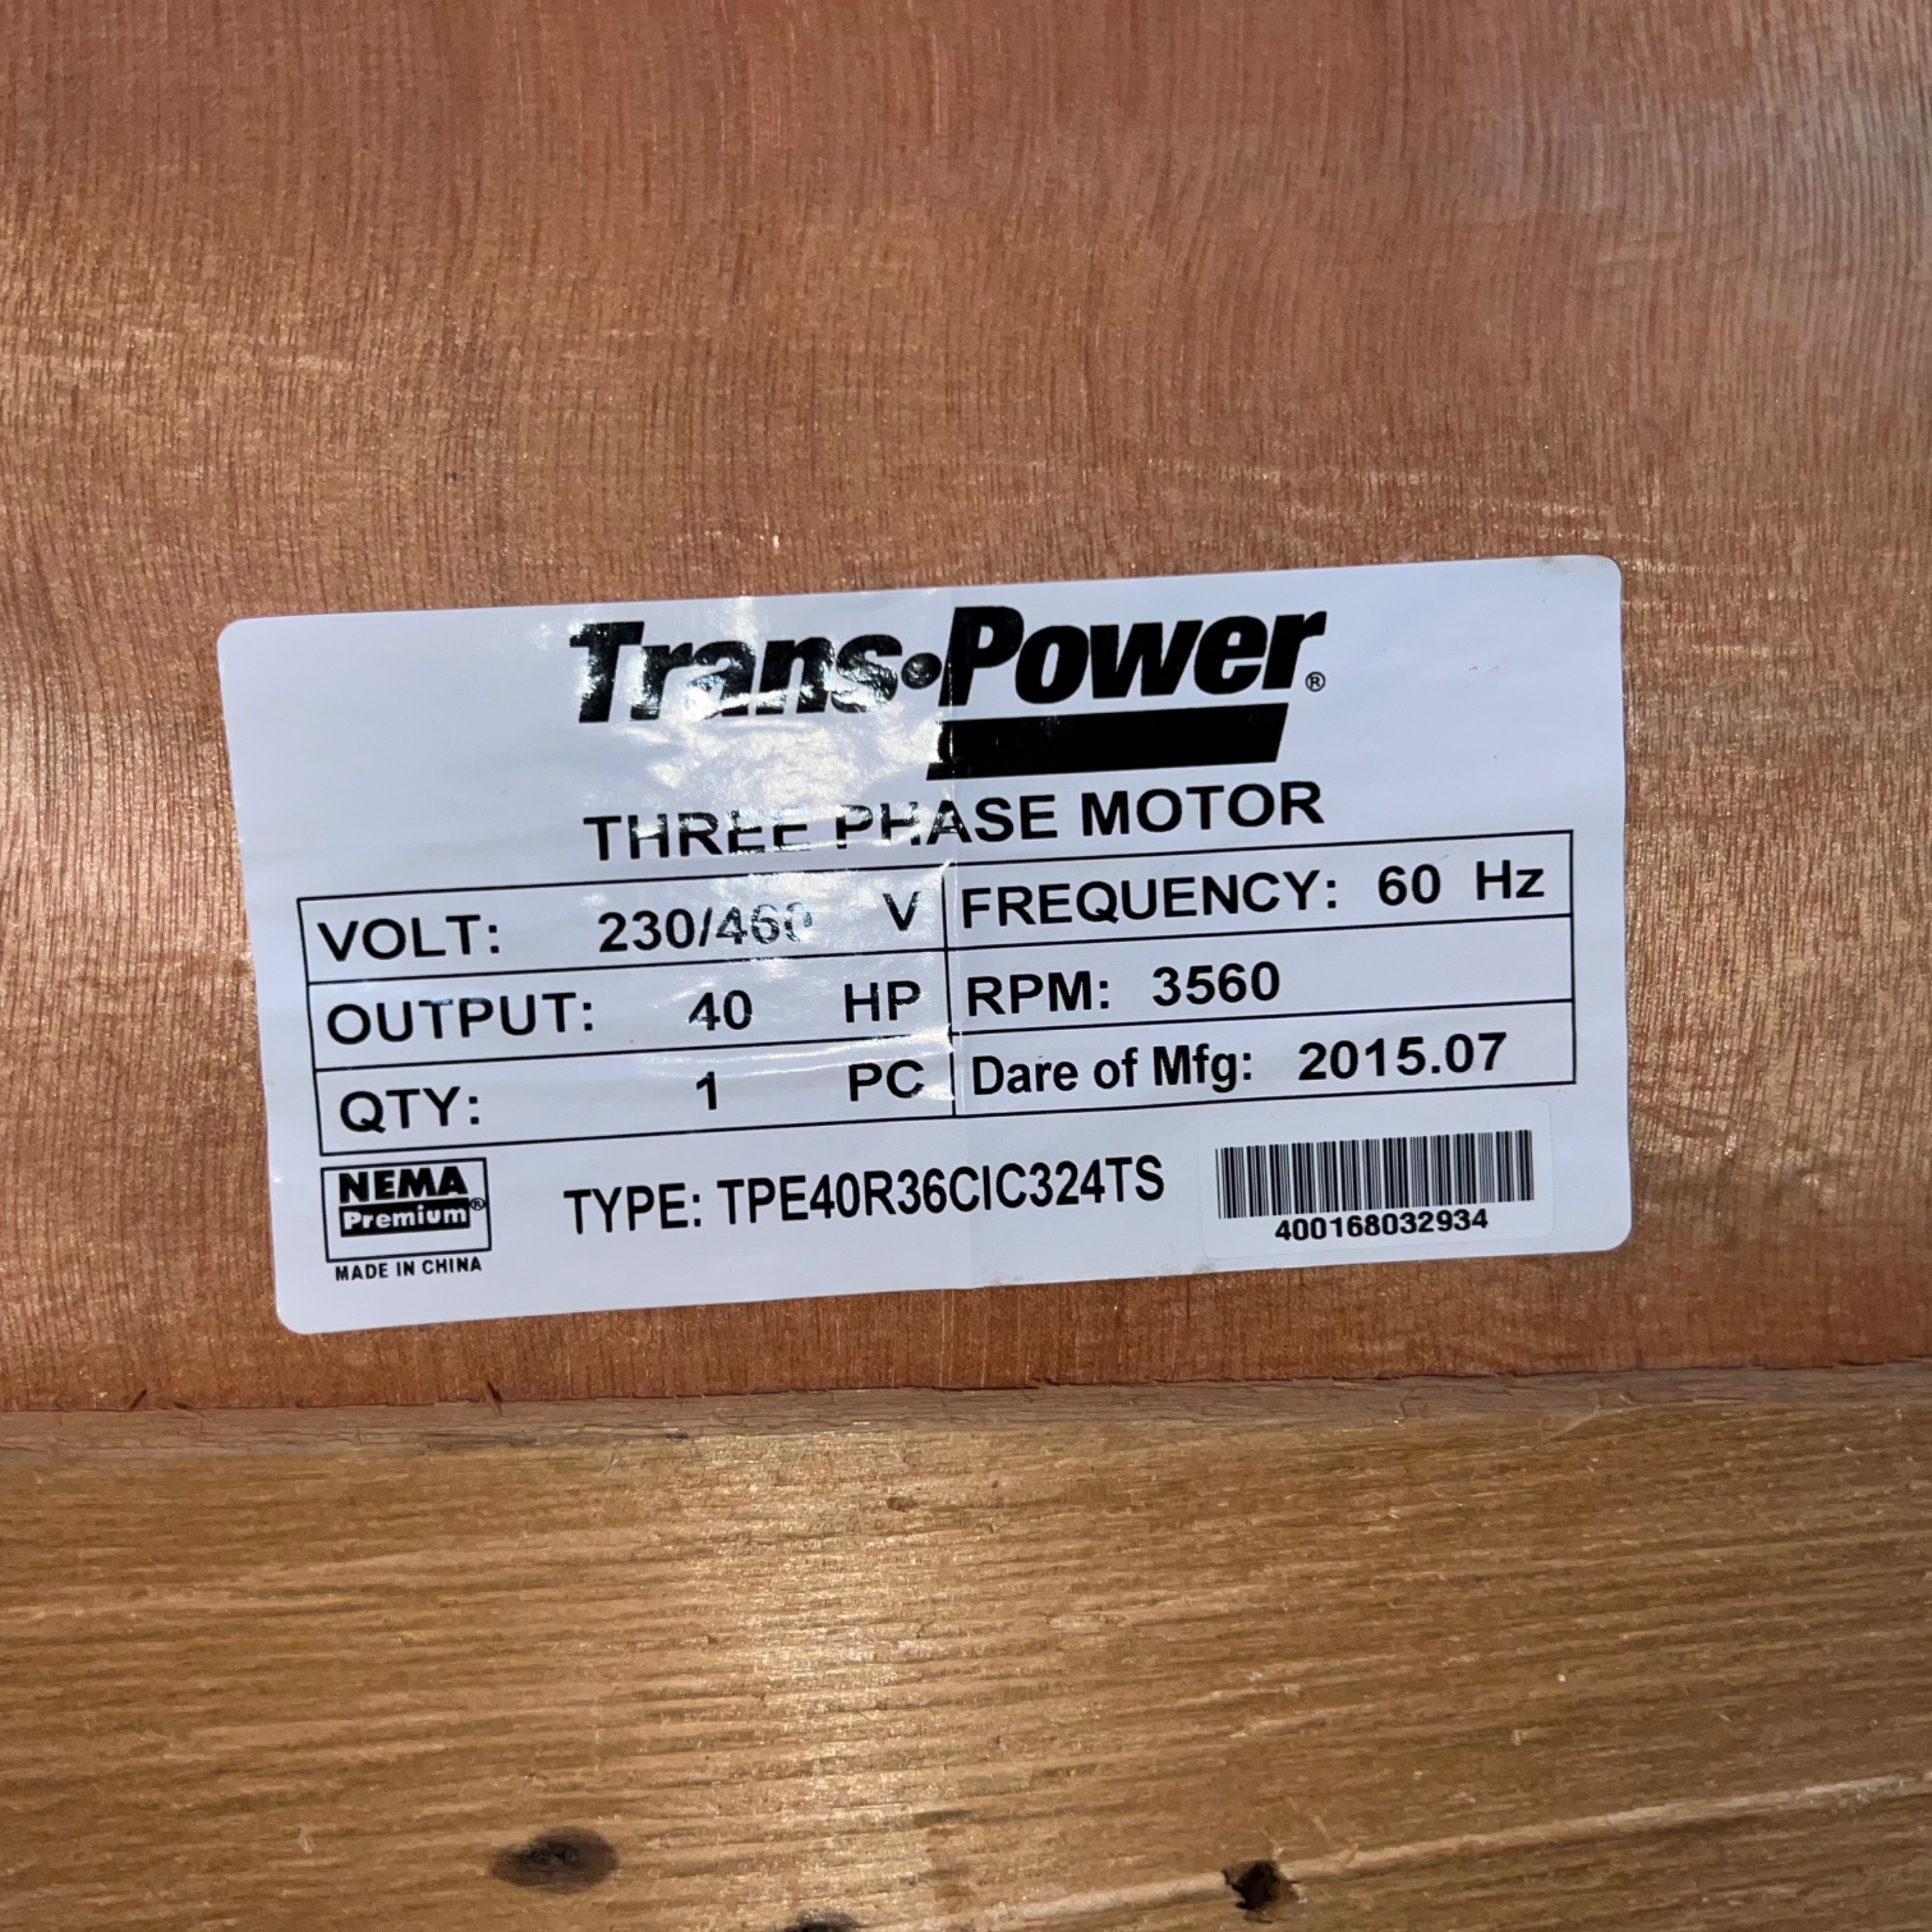 Trans•Power®
THREE PHASE MOTOR
VOLT: 230/460 V FREQUENCY: 60 Hz
OUTPUT: 40 HP RPM: 3560
QTY: 1 PC Dare of Mfg: 2015.07
NEMA
Premium®
MADE IN CHINA
TYPE: TPE40R36CIC324TS
400168032934